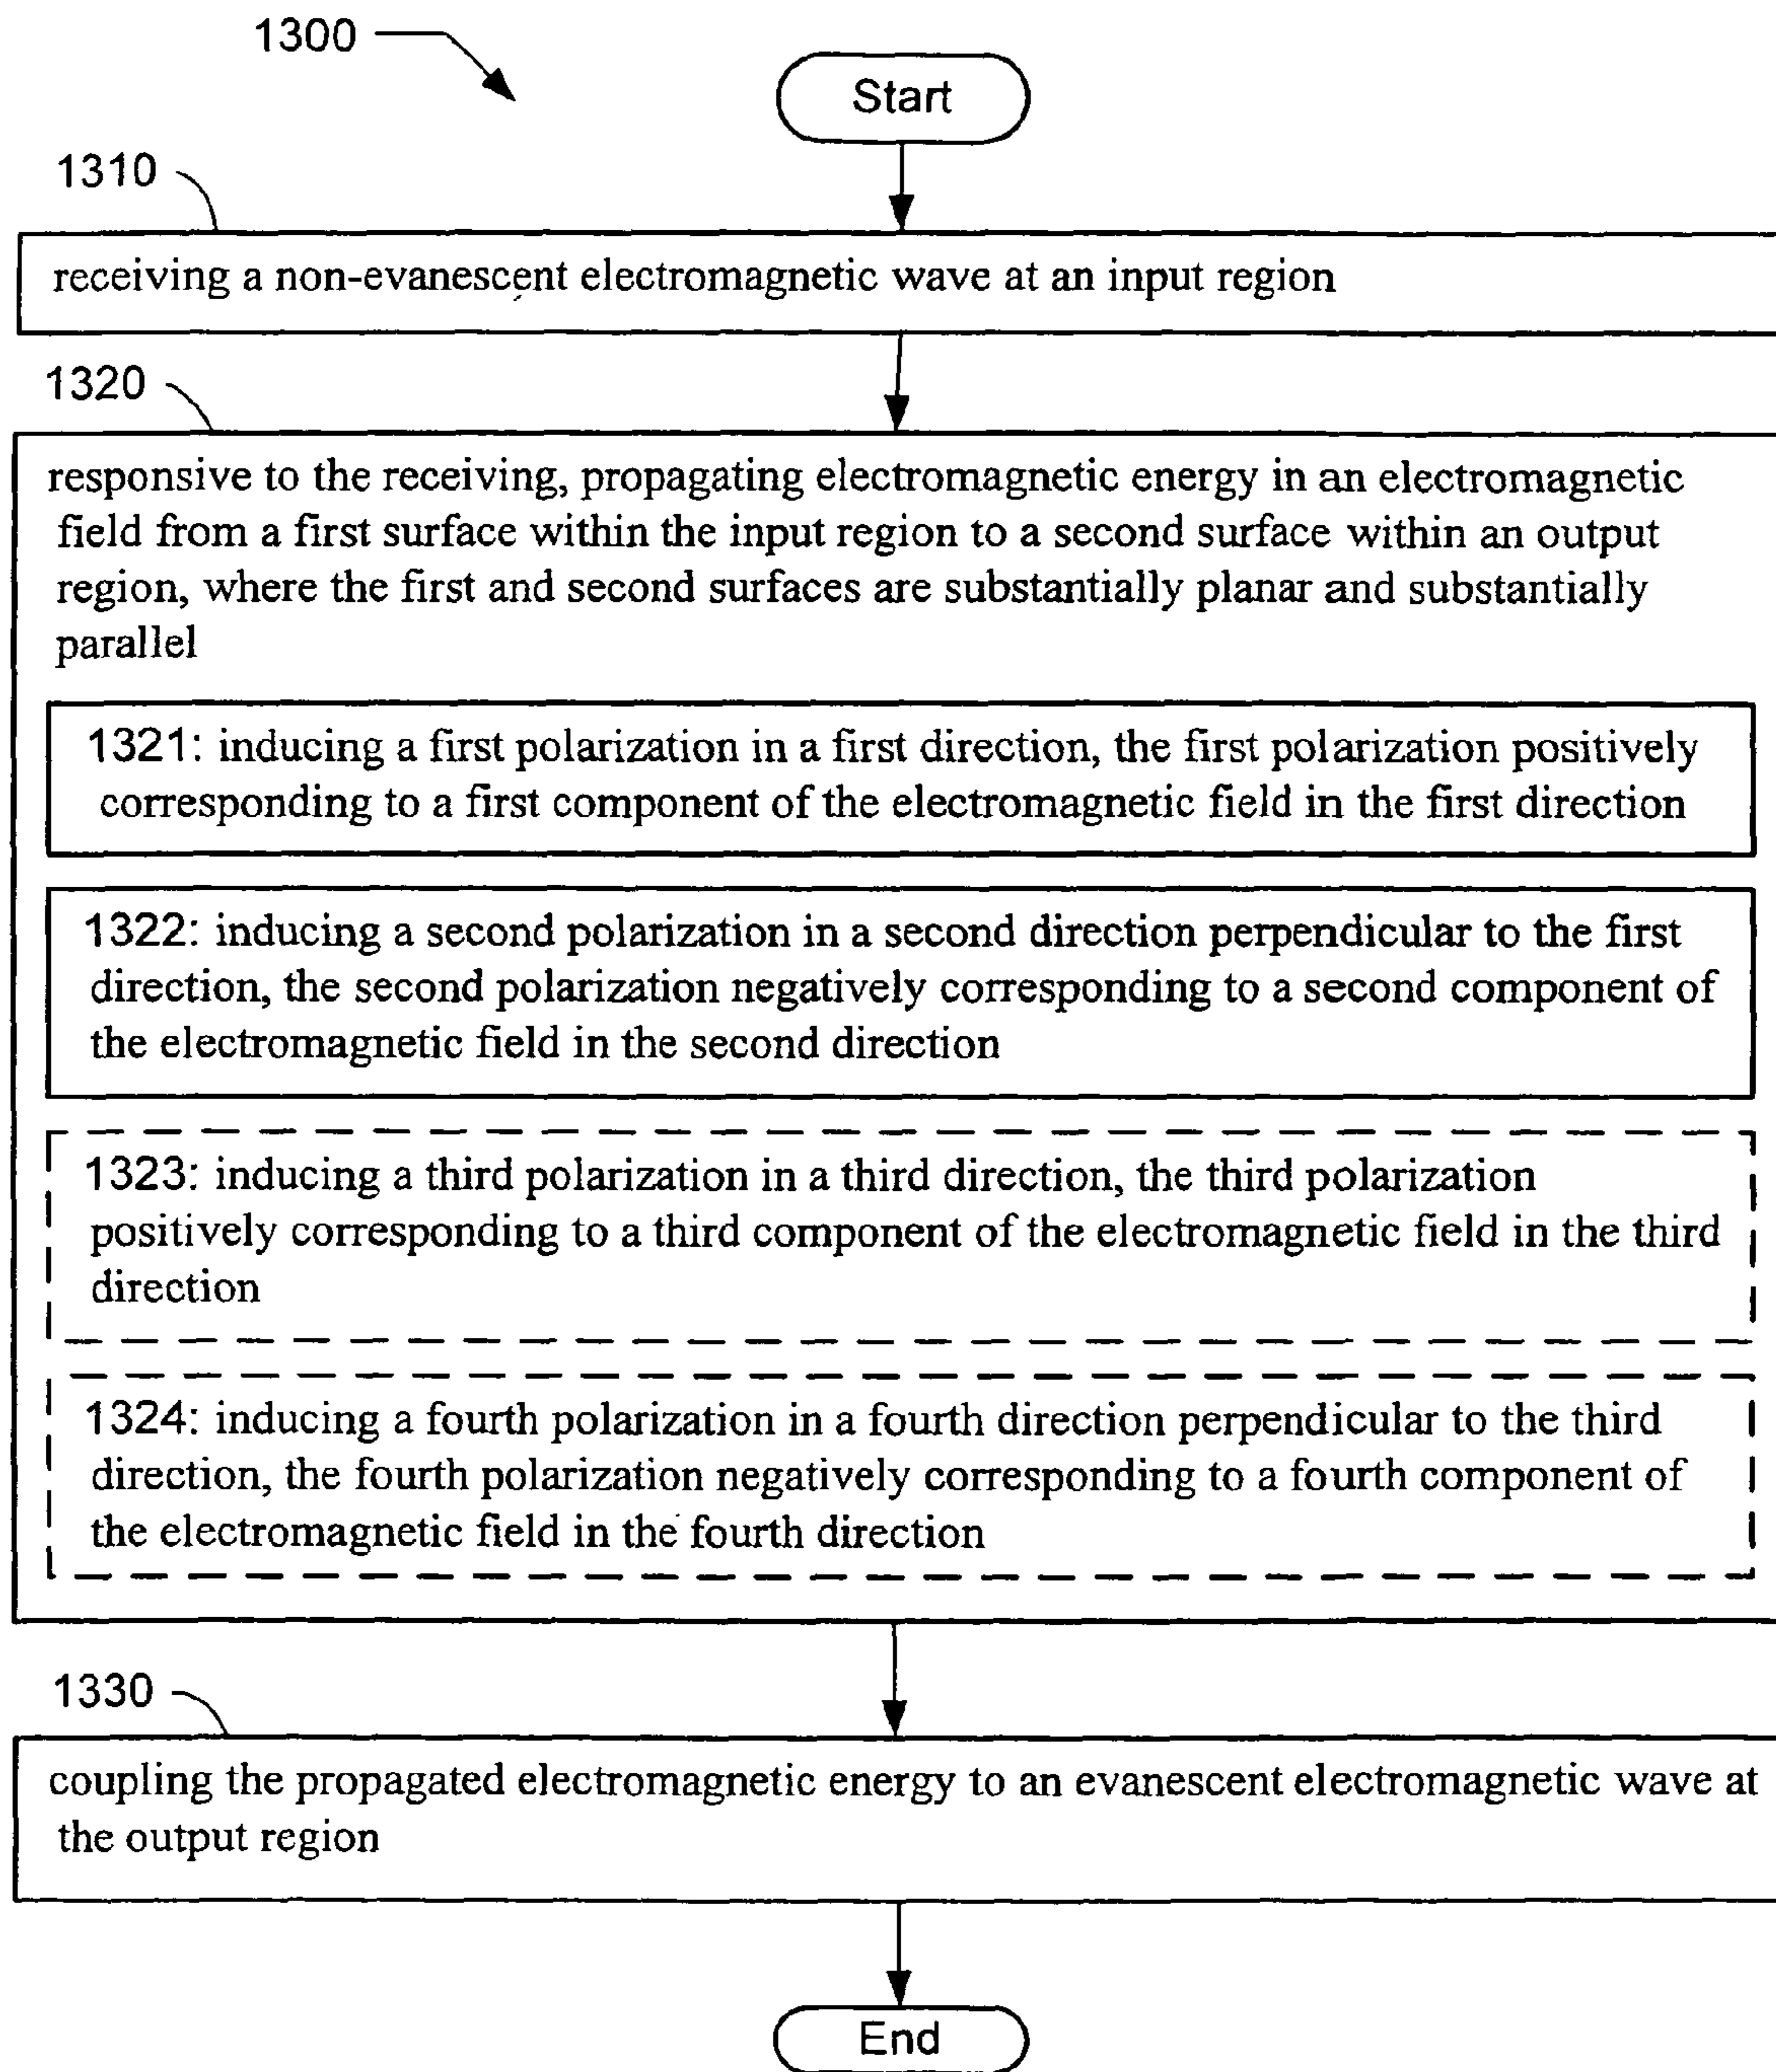 1300
Start
1310
receiving a non-evanescent electromagnetic wave at an input region
1320
responsive to the receiving, propagating electromagnetic energy in an electromagnetic
field from a first surface within the input region to a second surface within an output
region, where the first and second surfaces are substantially planar and substantially
parallel
1321: inducing a first polarization in a first direction, the first polarization positively
corresponding to a first component of the electromagnetic field in the first direction
1322: inducing a second polarization in a second direction perpendicular to the first
direction, the second polarization negatively corresponding to a second component of
the electromagnetic field in the second direction
1323: inducing a third polarization in a third direction, the third polarization
positively corresponding to a third component of the electromagnetic field in the third
direction
1324: inducing a fourth polarization in a fourth direction perpendicular to the third
direction, the fourth polarization negatively corresponding to a fourth component of
the electromagnetic field in the fourth direction
1330
coupling the propagated electromagnetic energy to an evanescent electromagnetic wave at
the output region
End